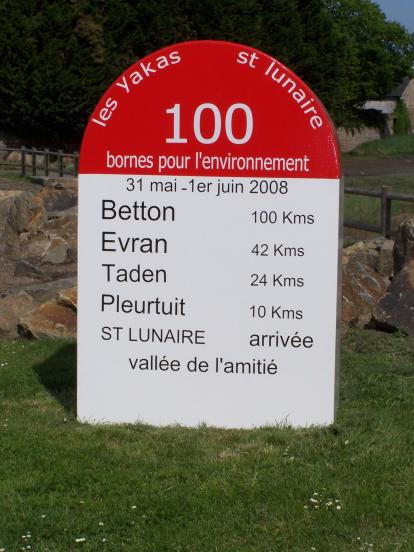 les Yakas st lunaire
100
bornes pour l'environnement
31 mai -1er juin 2008
Betton 100 Kms
Evran 42 Kms
Taden 24 Kms
Pleurtuit 10 Kms
ST LUNAIRE arrivée
vallée de l'amitié